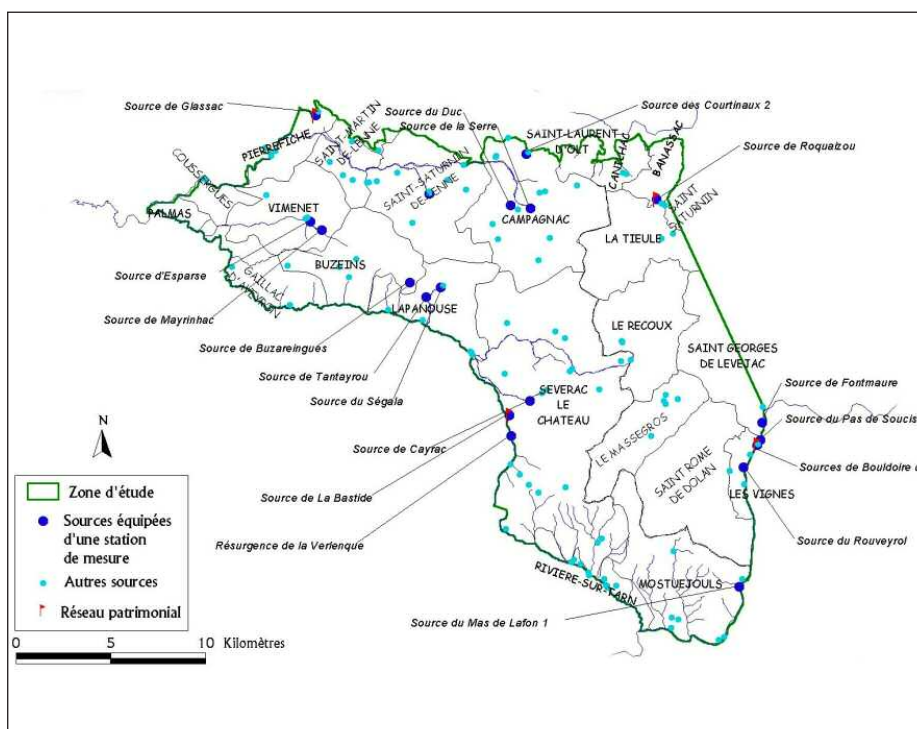 Source de Glassac
Source du Duc
Source de la Serre
Source des Courtinaux 2
SAINT-MARTIN
DE-LENNE
PIERREFICHE
SAINT-LAURENT
D'OLT
CANILHAC
BANASSAC
Source de Roqualzou
COUSSERGUES
SAINT-SATURNIN
DE-LENNE
SAINT
SATURNIN
PALMAS
VIMENET
CAMPAGNAC
LA TIEULE
Source d'Esparse
BUZEINS
GAILLAC
D'AVEYRON
Source de Mayrinhac
LAPANOUSE
LE RECOUX
Source de Buzareingues
SAINT GEORGES
DE LEVEJAC
Source de Tantayrou
Source de Fontmaure
Source du Ségala
SEVERAC
LE
CHATEAU
Source du Pas de Soucis
LE MASSEGROS
Source de Cayrac
Sources de Bouldoire
SAINT ROME
DE DOLAN
Source de La Bastide
LES VIGNES
Résurgence de la Verlenque
Source du Rouveyrol
RIVIERE-SUR-TARN
MOSTUEJOULS
Source du Mas de Lafon 1
N
Zone d'étude
Sources équipées
d'une station
de mesure
Autres sources
Réseau patrimonial
0 5 10 Kilomètres